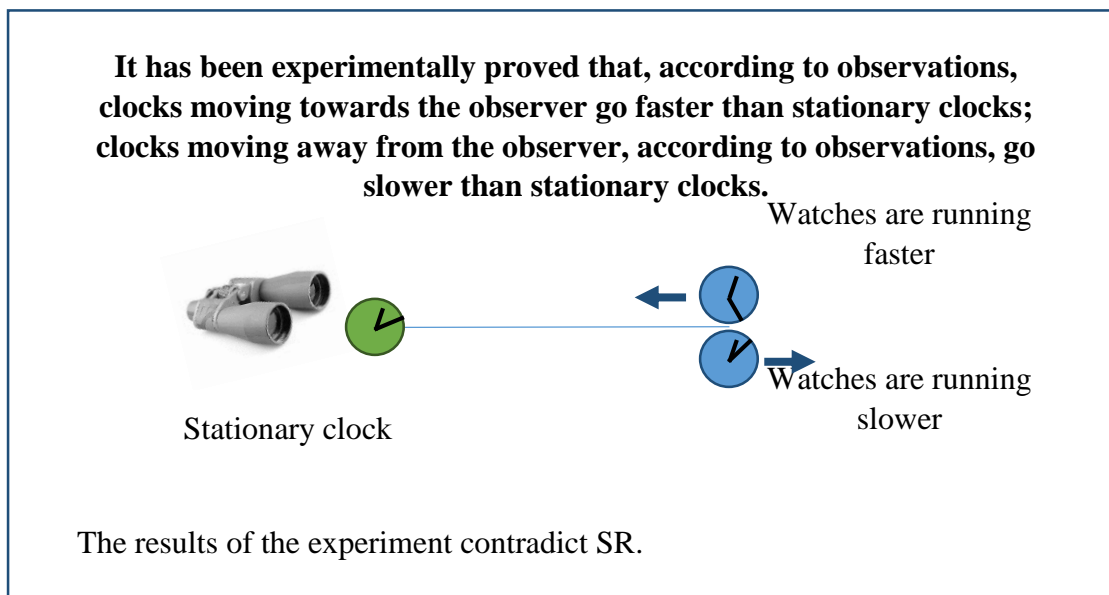 It has been experimentally proved that, according to observations,
clocks moving towards the observer go faster than stationary clocks;
clocks moving away from the observer, according to observations, go
slower than stationary clocks.
Watches are running
faster
Watches are running
slower
Stationary clock
The results of the experiment contradict SR.